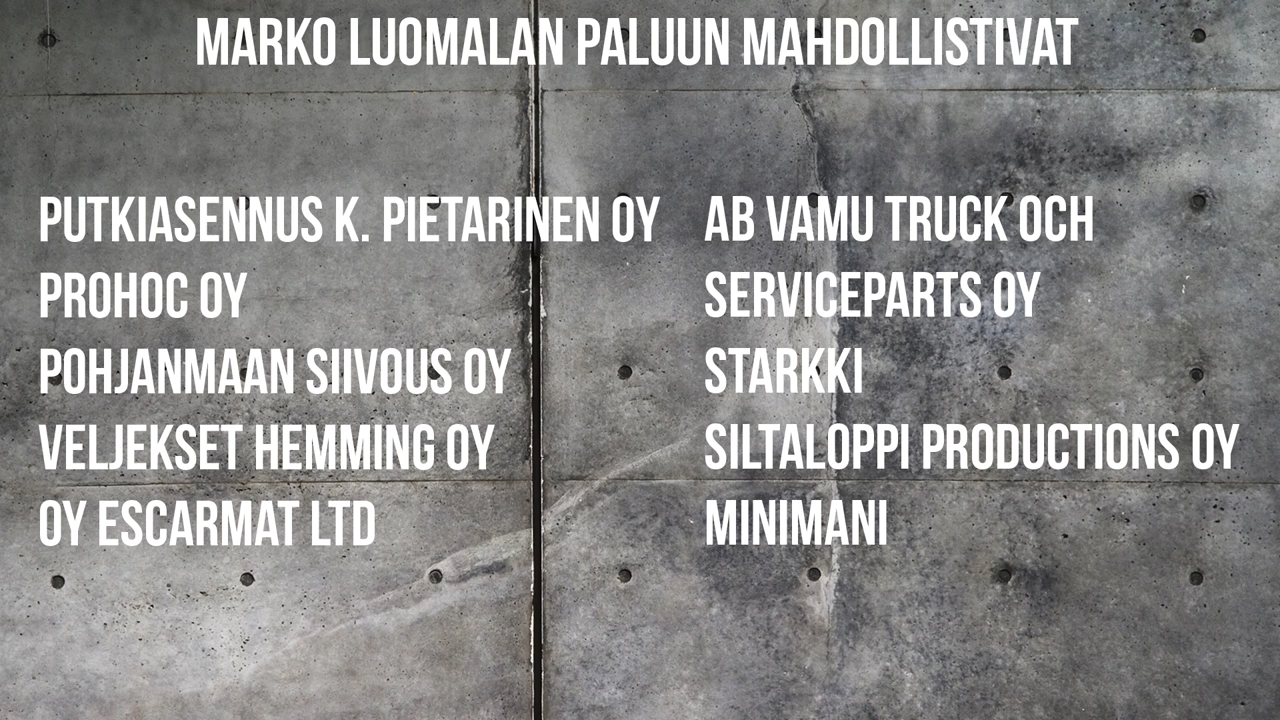 MARKO LUOMALAN PALUUN MAHDOLLISTIVAT
PUTKIASENNUS K. PIETARINEN OY
PROHOC OY
POHJANMAAN SIIVOUS OY
VELJEKSET HEMMING OY
OY ESCARMAT LTD
AB VAMU TRUCK OCH
SERVICEPARTS OY
STARKKI
SILTALOPPI PRODUCTIONS OY
MINIMANI